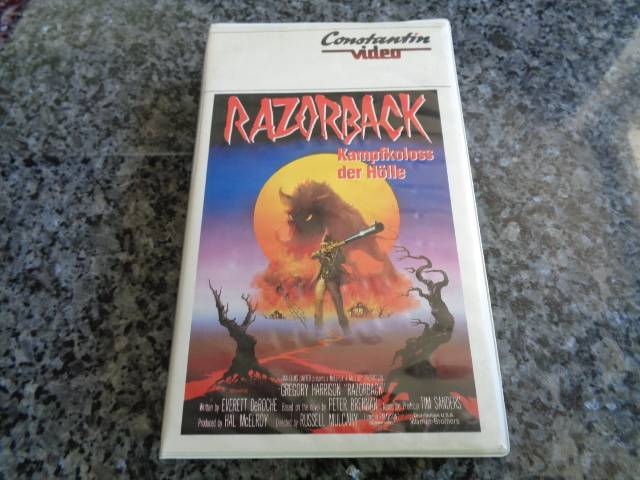 Constantin
video
RAZORBACK
Kampfkoloss
der Hölle
GREGORY HARRISON "RAZORBACK"
Written by EVERETT DeROCHE Based on the novel by PETER BRENNAN TIM SANDERS
Produced by HAL McELROY Directed by RUSSELL MULCAHY Warner-Brothers